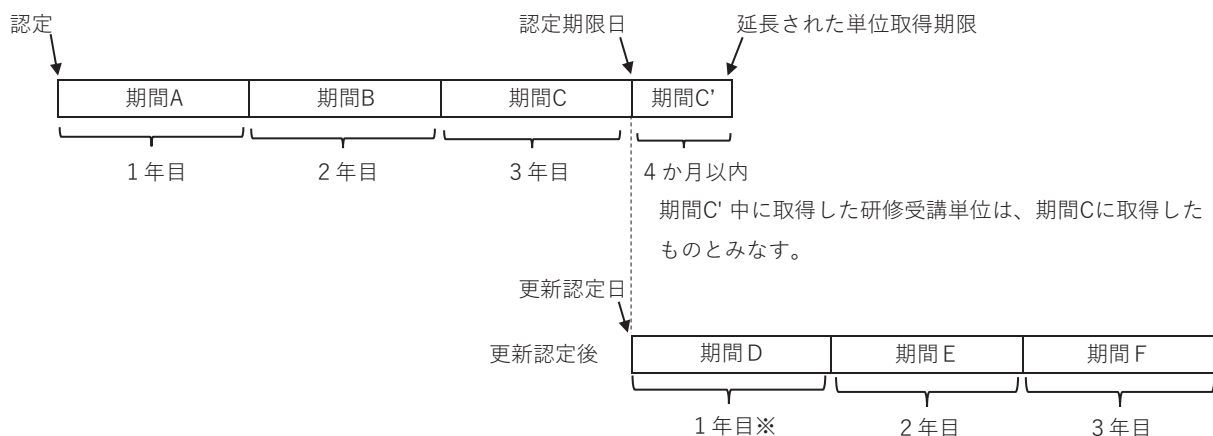 認定
認定期限日
延長された単位取得期限
期間A
期間B
期間C
期間C'
1年目
2年目
3年目
4か月以内
期間C' 中に取得した研修受講単位は、期間Cに取得した
ものとみなす。
更新認定日
更新認定後
期間D
期間E
期間F
1年目※
2年目
3年目